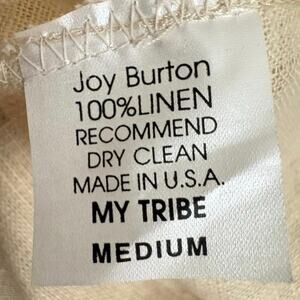 Joy Burton
100%LINEN
RECOMMEND
DRY CLEAN
MADE IN U.S.A.
MY TRIBE
MEDIUM